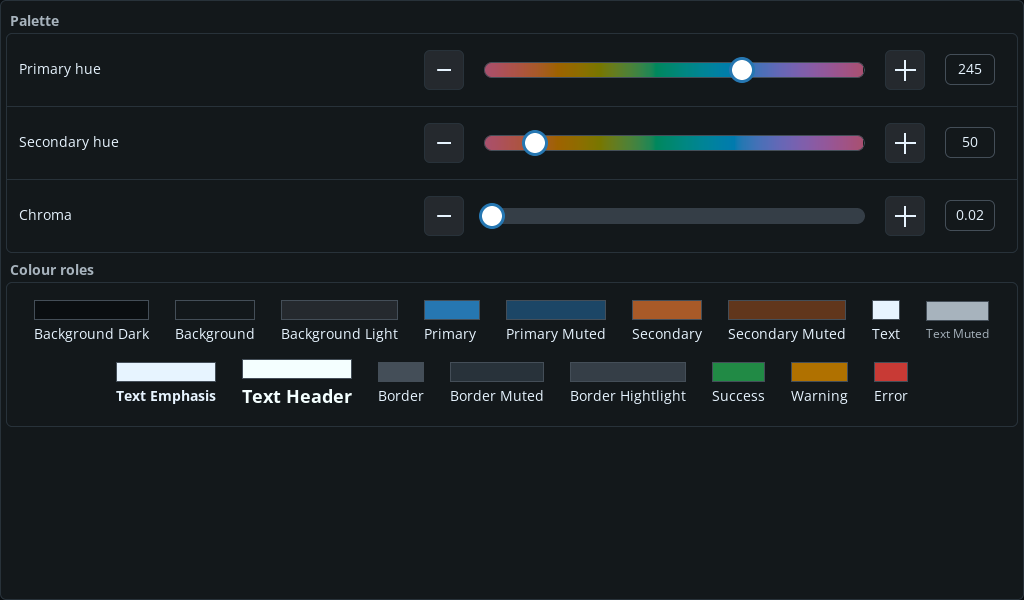 Palette
Primary hue 245
Secondary hue 50
Chroma 0.02
Colour roles
Background Dark Background Background Light Primary Primary Muted Secondary Secondary Muted Text Text Muted
Text Emphasis Text Header Border Border Muted Border Hightlight Success Warning Error